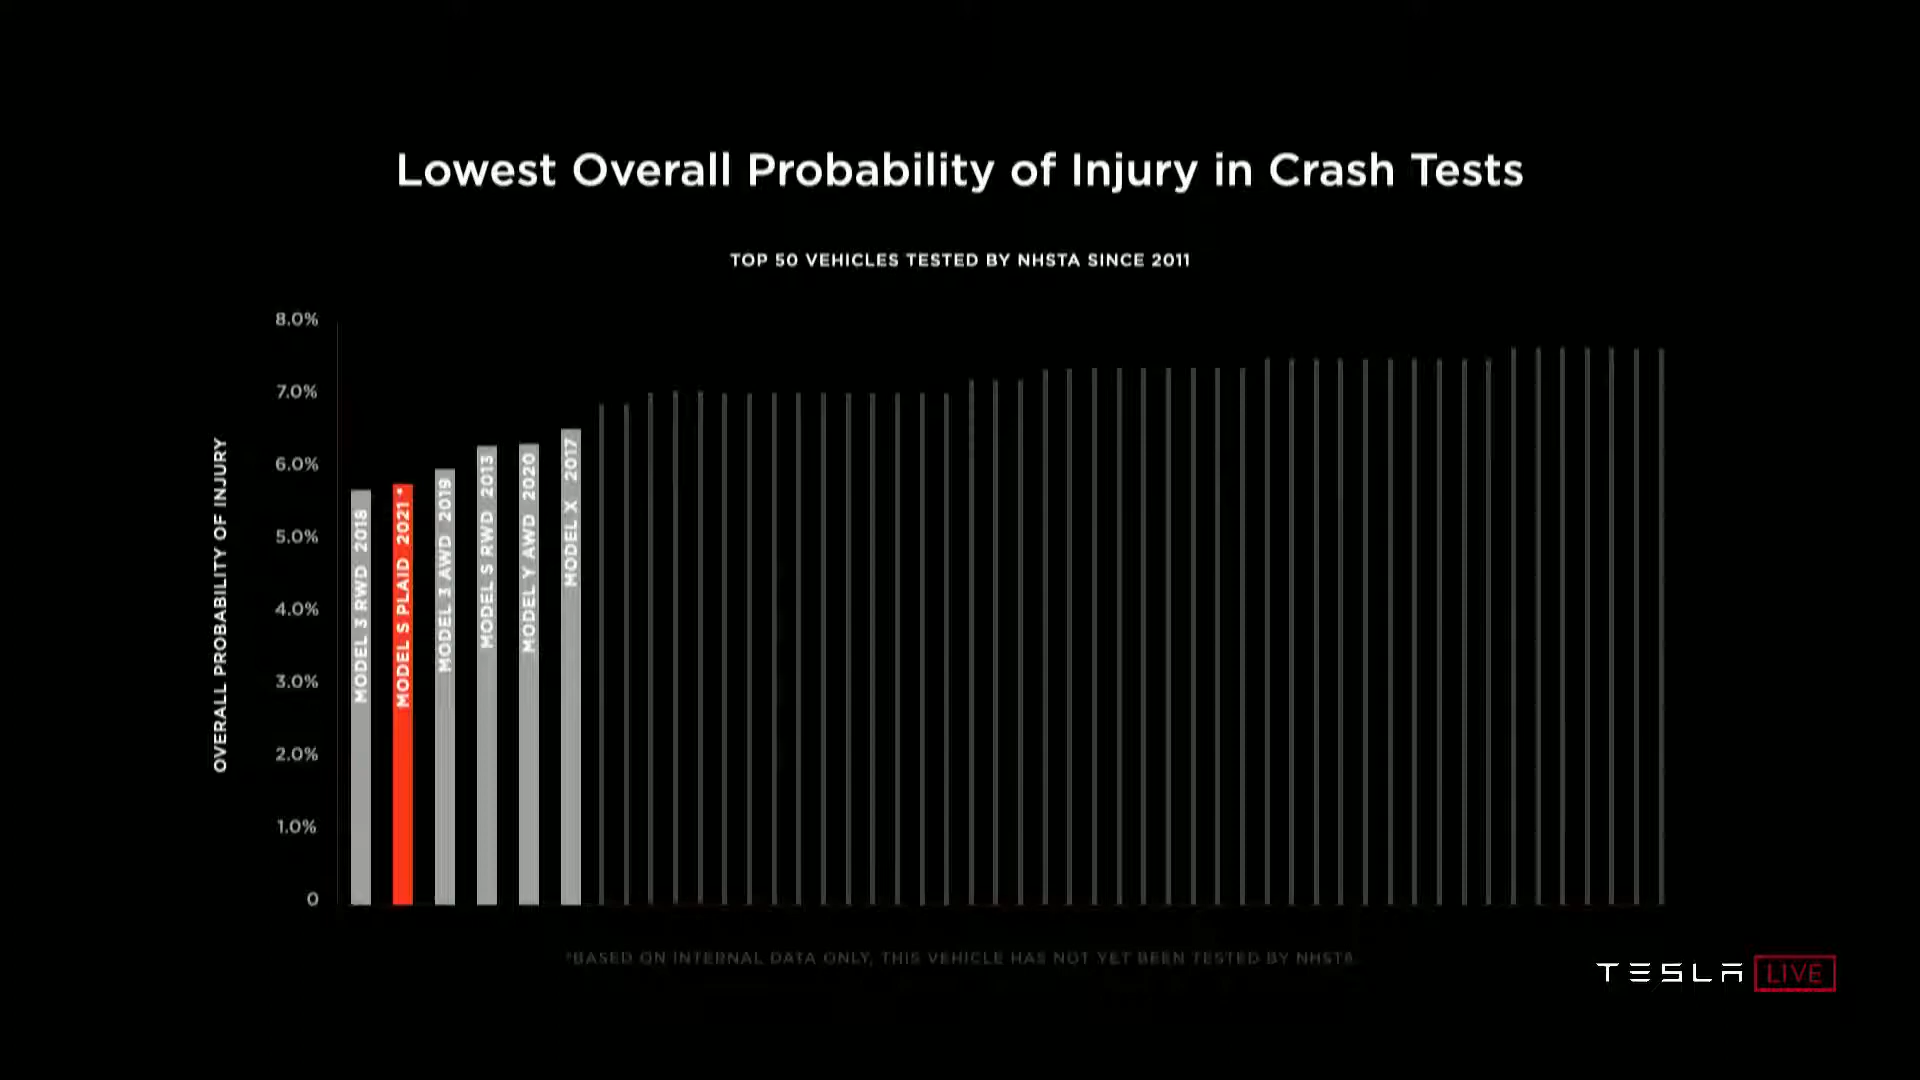 Lowest Overall Probability of Injury in Crash Tests
TOP 50 VEHICLES TESTED BY NHSTA SINCE 2011
OVERALL PROBABILITY OF INJURY
8.0%
7.0%
6.0%
5.0%
4.0%
3.0%
2.0%
1.0%
0
MODEL 3 RWD 2018
MODEL S PLAID 2021 *
MODEL 3 AWD 2019
MODEL S RWD 2013
MODEL Y AWD 2020
MODEL X 2017
*BASED ON INTERNAL DATA ONLY, THIS VEHICLE HAS NOT YET BEEN TESTED BY
TESLA LIVE